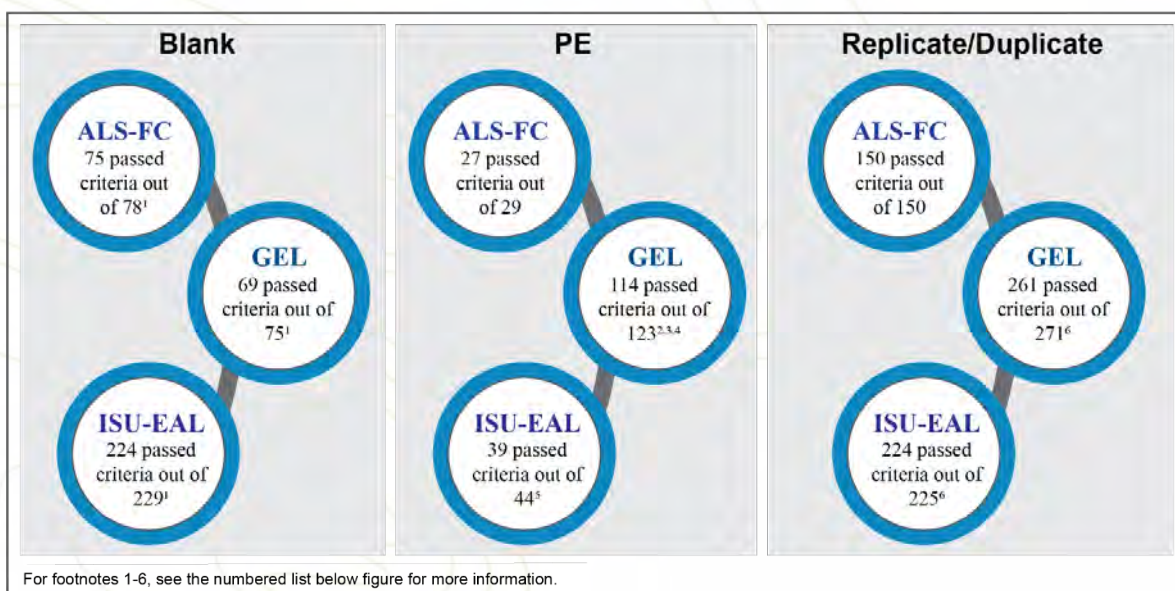 Blank
ALS-FC
75 passed
criteria out
of 78¹
GEL
69 passed
criteria out of
75¹
ISU-EAL
224 passed
criteria out of
229¹
PE
ALS-FC
27 passed
criteria out
of 29
GEL
114 passed
criteria out of
123²,³,⁴
ISU-EAL
39 passed
criteria out of
44⁵
Replicate/Duplicate
ALS-FC
150 passed
criteria out
of 150
GEL
261 passed
criteria out of
271⁶
ISU-EAL
224 passed
criteria out of
225⁶
For footnotes 1-6, see the numbered list below figure for more information.